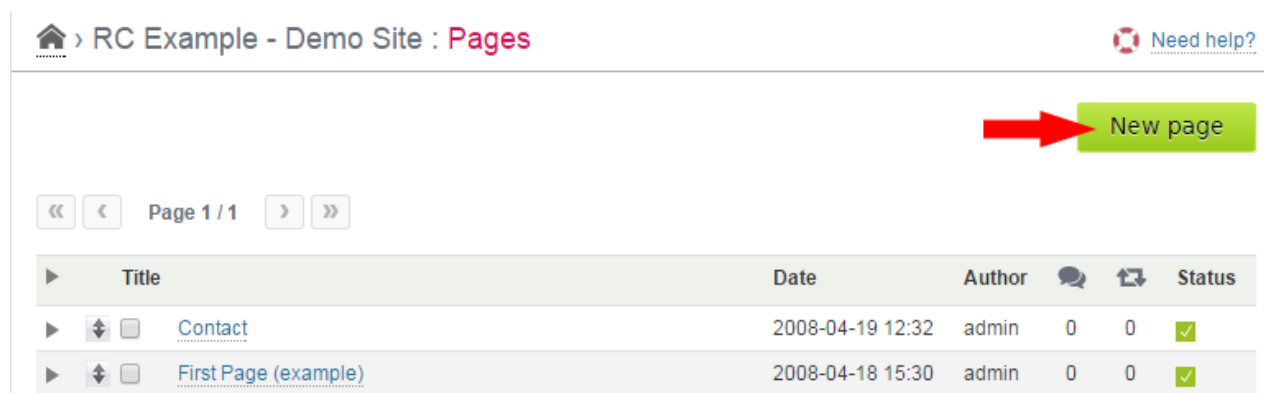 › RC Example - Demo Site : Pages Need help?
New page
« ‹ Page 1 / 1 › »
Title Date Author Status
Contact 2008-04-19 12:32 admin 0 0
First Page (example) 2008-04-18 15:30 admin 0 0